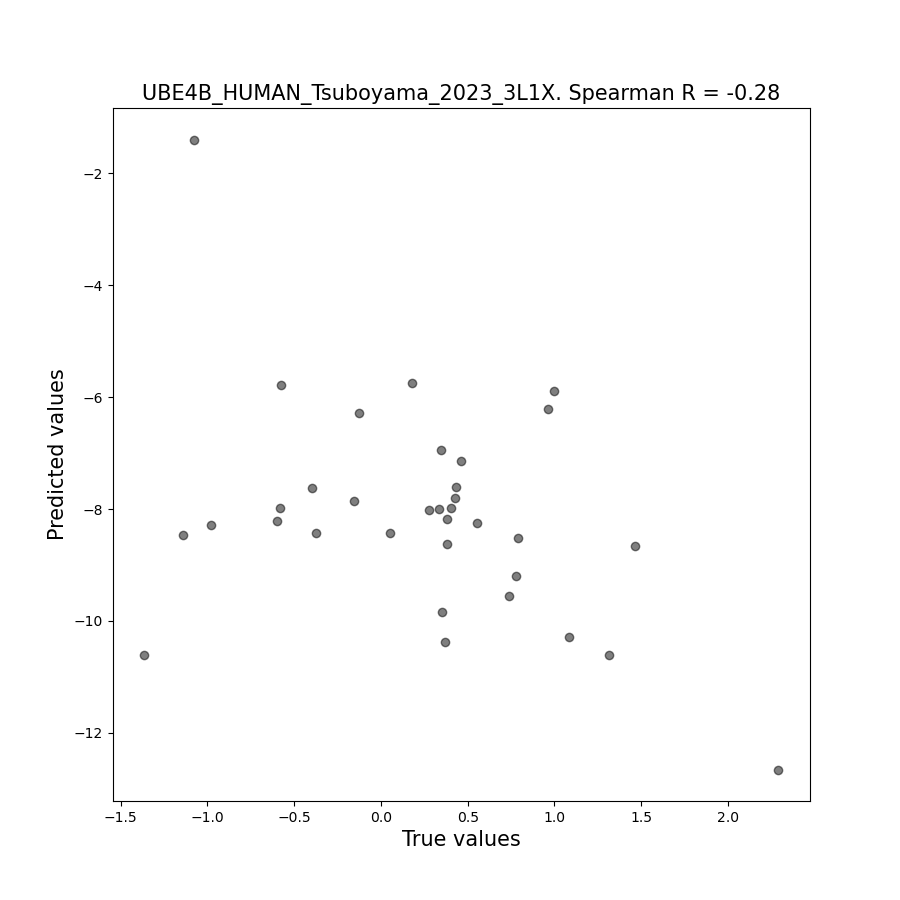 UBE4B_HUMAN_Tsuboyama_2023_3L1X. Spearman R = -0.28
−2
−4
−6
−8
−10
−12
Predicted values
−1.5 −1.0 −0.5 0.0 0.5 1.0 1.5 2.0
True values